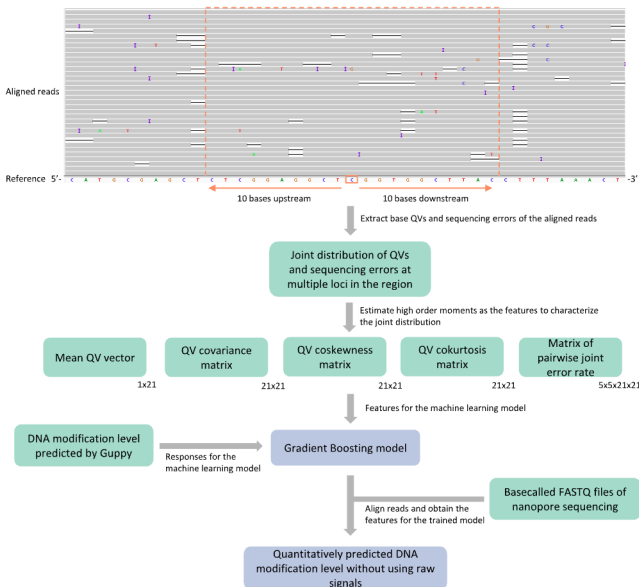 Aligned reads
Reference 5'- C A T G C G A G C T C T C G G A G G C T C G G T G G C T T A C C T T T A A A C T -3'
10 bases upstream 10 bases downstream
Extract base QVs and sequencing errors of the aligned reads
Joint distribution of QVs
and sequencing errors at
multiple loci in the region
Estimate high order moments as the features to characterize
the joint distribution
Mean QV vector
1x21
QV covariance
matrix
21x21
QV coskewness
matrix
21x21
QV cokurtosis
matrix
21x21
Matrix of
pairwise joint
error rate
5x5x21x21
Features for the machine learning model
DNA modification level
predicted by Guppy
Responses for the
machine learning model
Gradient Boosting model
Align reads and obtain the
features for the trained model
Basecalled FASTQ files of
nanopore sequencing
Quantitatively predicted DNA
modification level without using raw
signals